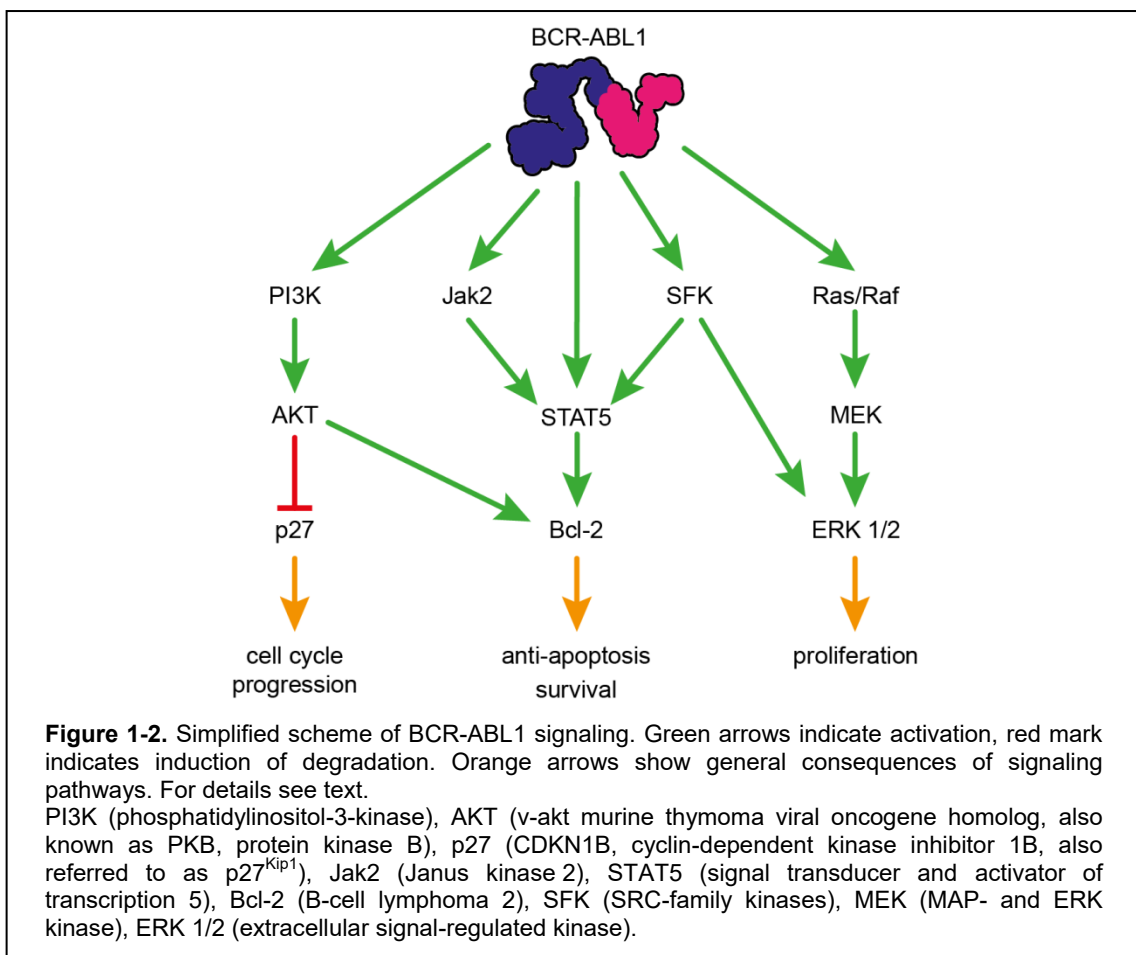 BCR-ABL1
PI3K
Jak2
SFK
Ras/Raf
AKT
STAT5
MEK
p27
Bcl-2
ERK 1/2
cell cycle
progression
anti-apoptosis
survival
proliferation
Figure 1-2. Simplified scheme of BCR-ABL1 signaling. Green arrows indicate activation, red mark
indicates induction of degradation. Orange arrows show general consequences of signaling
pathways. For details see text.
PI3K (phosphatidylinositol-3-kinase), AKT (v-akt murine thymoma viral oncogene homolog, also
known as PKB, protein kinase B), p27 (CDKN1B, cyclin-dependent kinase inhibitor 1B, also
referred to as p27Kip1), Jak2 (Janus kinase 2), STAT5 (signal transducer and activator of
transcription 5), Bcl-2 (B-cell lymphoma 2), SFK (SRC-family kinases), MEK (MAP- and ERK
kinase), ERK 1/2 (extracellular signal-regulated kinase).